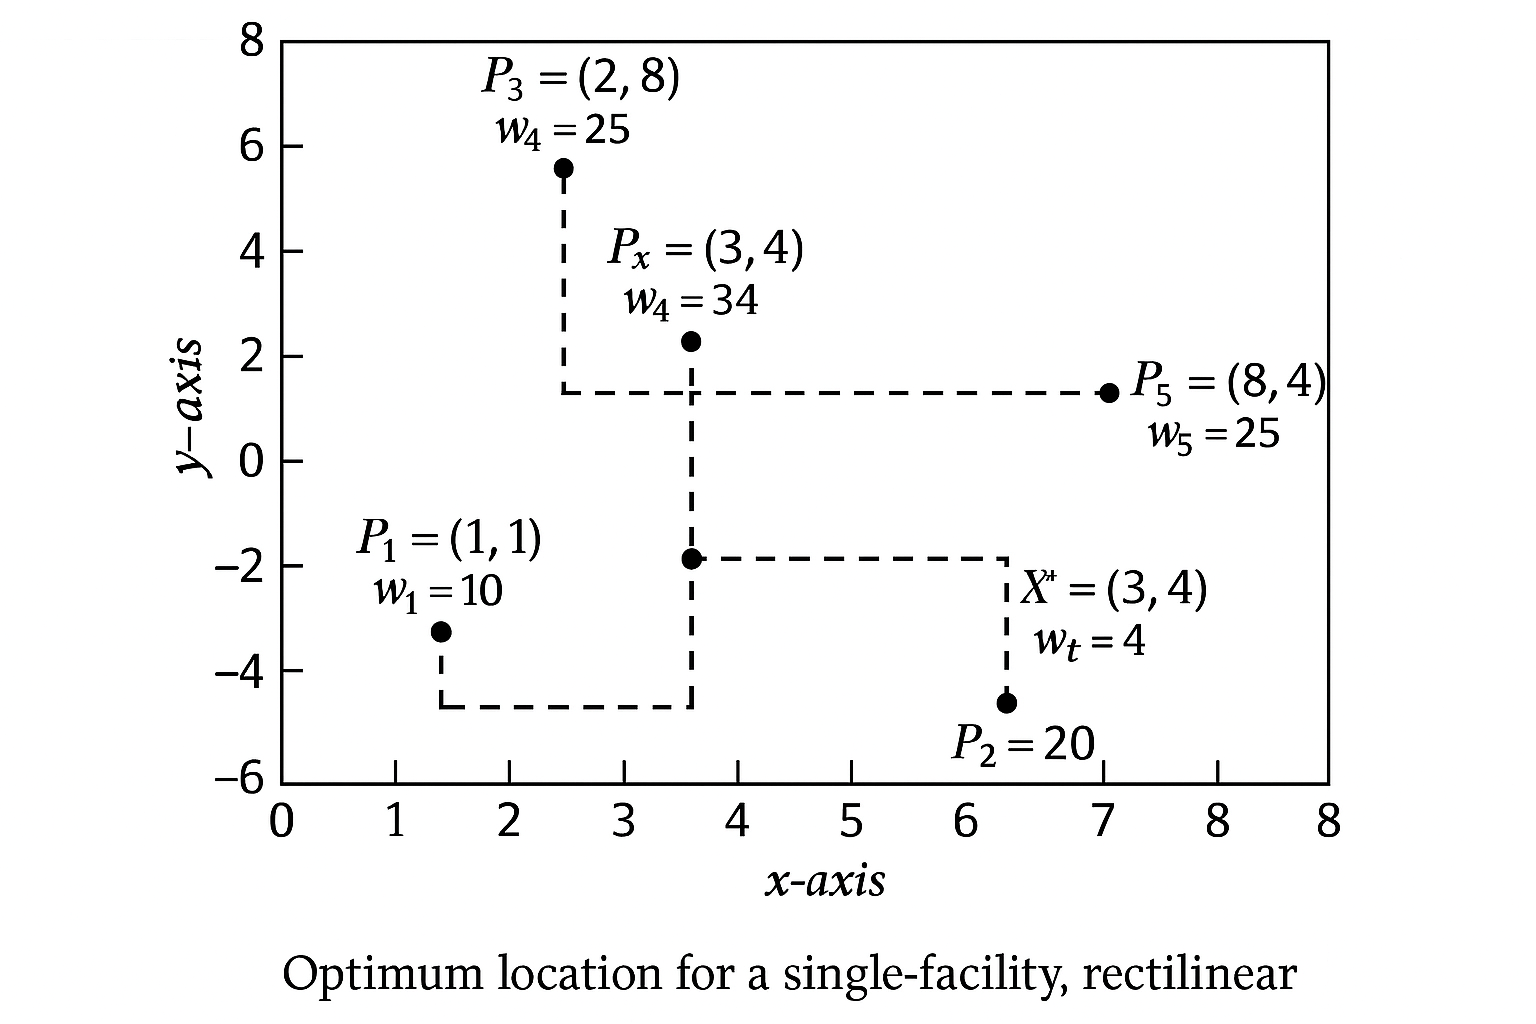 8
P₃ = (2, 8)
w₄ = 25
6
4
Pₓ = (3, 4)
w₄ = 34
2
P₅ = (8, 4)
w₅ = 25
y–axis
0
P₁ = (1, 1)
w₁ = 10
−2
X* = (3, 4)
wₜ = 4
−4
P₂ = 20
−6
0 1 2 3 4 5 6 7 8 8
x-axis
Optimum location for a single-facility, rectilinear